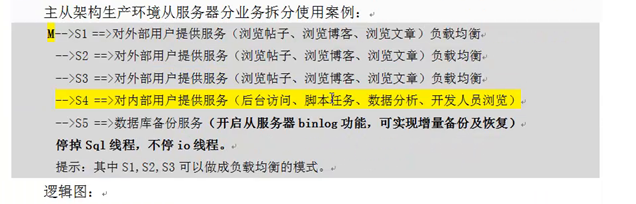 主从架构生产环境从服务器分业务拆分使用案例：
M-->S1 ==>对外部用户提供服务（浏览帖子、浏览博客、浏览文章）负载均衡
-->S2 ==>对外部用户提供服务（浏览帖子、浏览博客、浏览文章）负载均衡
-->S3 ==>对外部用户提供服务（浏览帖子、浏览博客、浏览文章）负载均衡
-->S4 ==>对内部用户提供服务（后台访问、脚本任务、数据分析、开发人员浏览）
-->S5 ==>数据库备份服务（开启从服务器 binlog 功能，可实现增量备份及恢复）
停掉 Sql 线程，不停 io 线程。
提示：其中 S1,S2,S3 可以做成负载均衡的模式。
逻辑图：